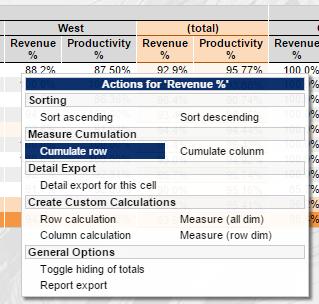 West (total)
Revenue % Productivity % Revenue % Productivity % Revenue %
88.2% 87.50% 92.9% 95.77% 100.0%
Actions for 'Revenue %'
Sorting
Sort ascending Sort descending
Measure Cumulation
Cumulate row Cumulate colunm
Detail Export
Detail export for this cell
Create Custom Calculations
Row calculation Measure (all dim)
Column calculation Measure (row dim)
General Options
Toggle hiding of totals
Report export